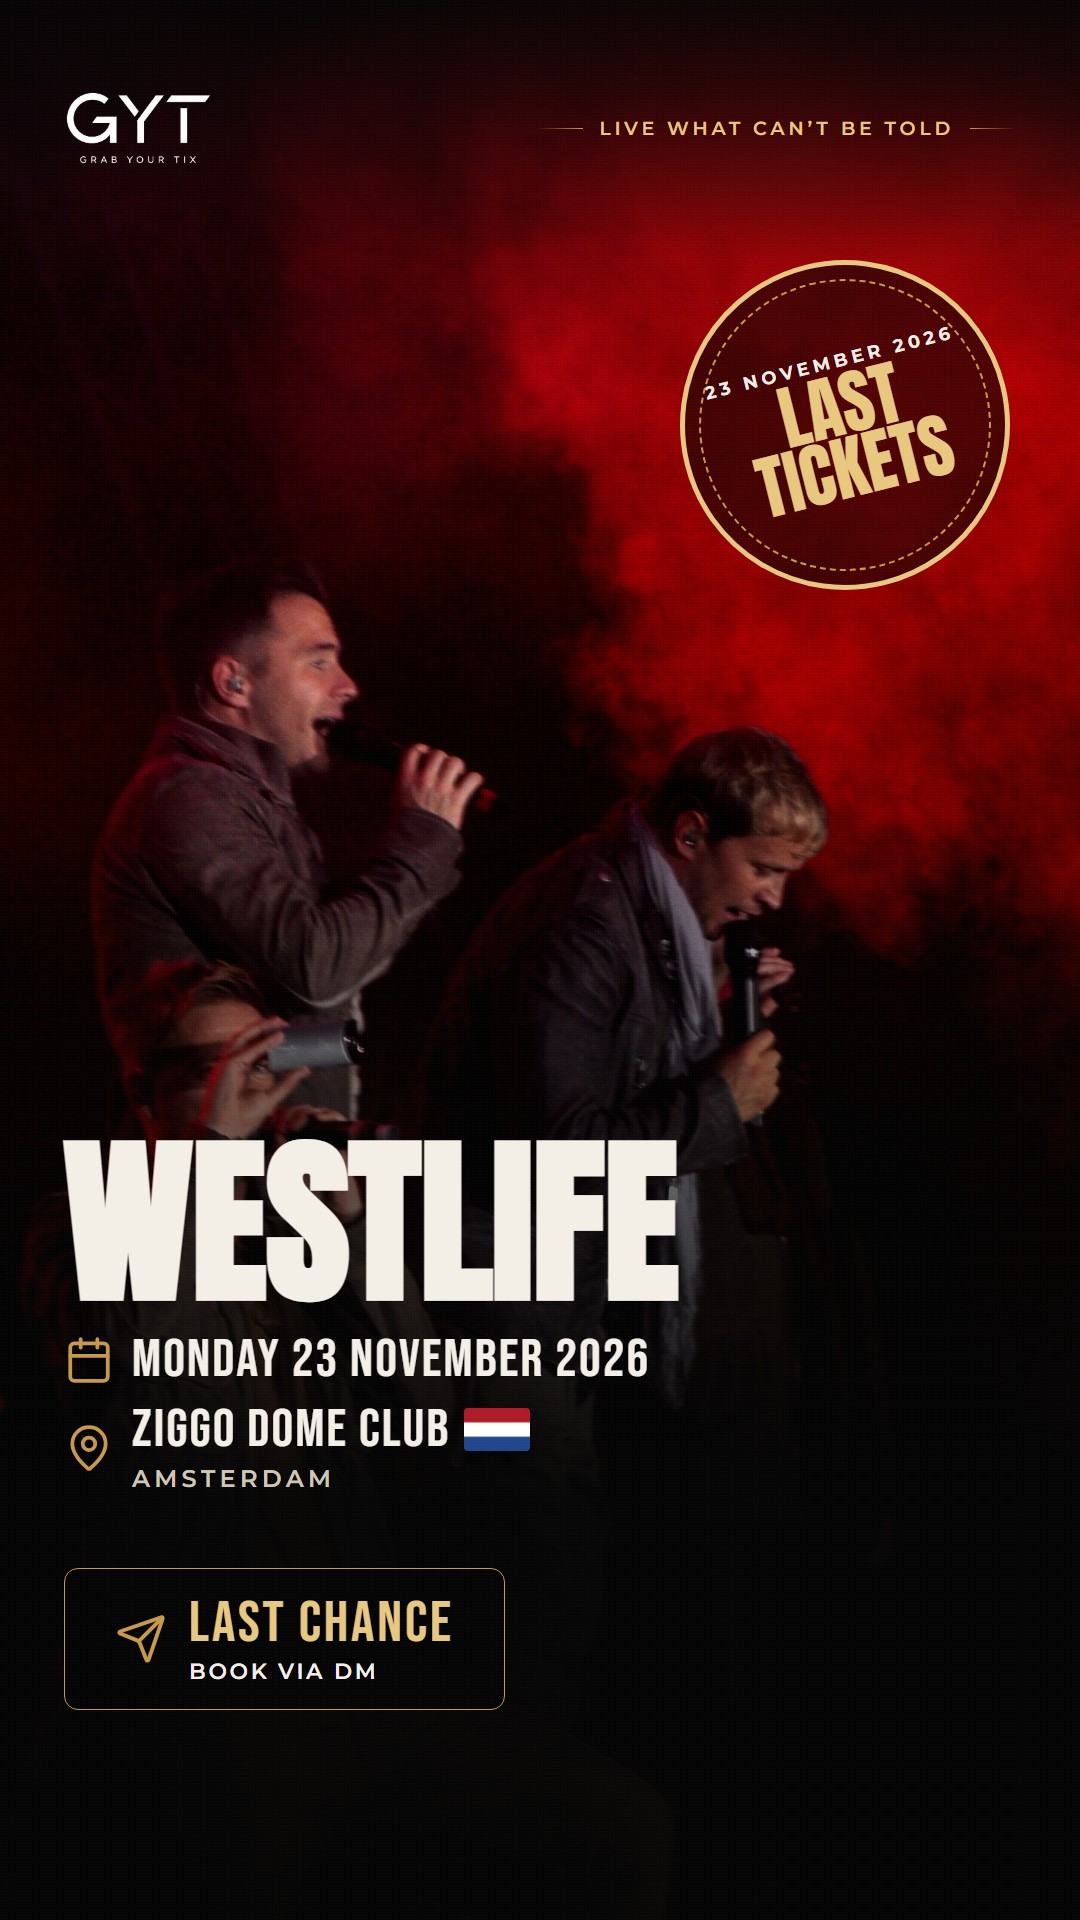 GYT
GRAB YOUR TIX
LIVE WHAT CAN’T BE TOLD
23 NOVEMBER 2026
LAST
TICKETS
WESTLIFE
MONDAY 23 NOVEMBER 2026
ZIGGO DOME CLUB
AMSTERDAM
LAST CHANCE
BOOK VIA DM